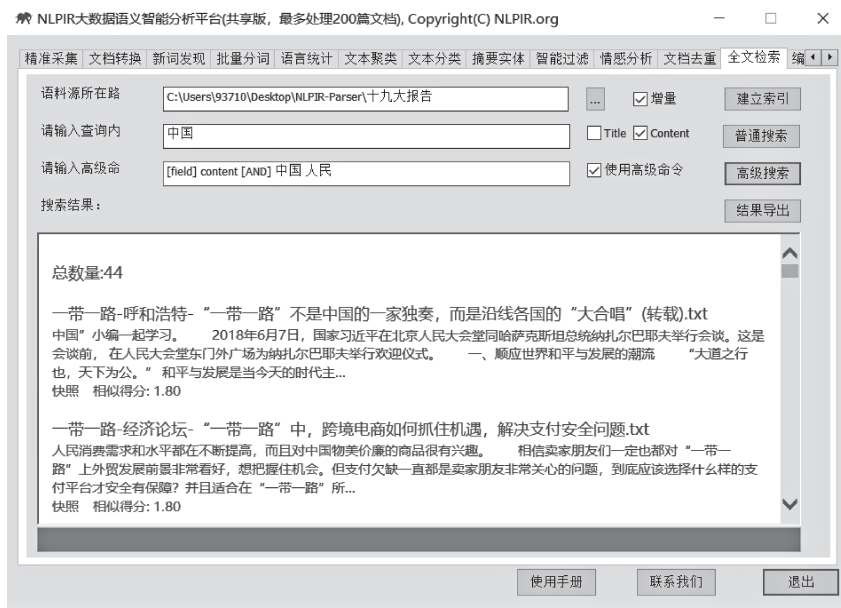 NLPIR大数据语义智能分析平台(共享版，最多处理200篇文档), Copyright(C) NLPIR.org
精准采集 文档转换 新词发现 批量分词 语言统计 文本聚类 文本分类 摘要实体 智能过滤 情感分析 文档去重 全文检索 编
语料源所在路 C:\Users\93710\Desktop\NLPIR-Parser\十九大报告 ... 增量 建立索引
请输入查询内 中国 Title Content 普通搜索
请输入高级命 [field] content [AND] 中国 人民 使用高级命令 高级搜索
搜索结果： 结果导出
总数量:44
一带一路-呼和浩特-“一带一路”不是中国的一家独奏，而是沿线各国的“大合唱”(转载).txt
中国”小编一起学习。 2018年6月7日，国家习近平在北京人民大会堂同哈萨克斯坦总统纳扎尔巴耶夫举行会谈。这是
会谈前，在人民大会堂东门外广场为纳扎尔巴耶夫举行欢迎仪式。 一、顺应世界和平与发展的潮流 “大道之行
也，天下为公。”和平与发展是当今天的时代主...
快照 相似得分: 1.80
一带一路-经济论坛-“一带一路”中，跨境电商如何抓住机遇，解决支付安全问题.txt
人民消费需求和水平都在不断提高，而且对中国物美价廉的商品很有兴趣。 相信卖家朋友们一定也都对“一带一
路”上外贸发展前景非常看好，想把握住机会。但支付欠缺一直都是卖家朋友非常关心的问题，到底应该选择什么样的支
付平台才安全有保障？并且适合在“一带一路”所...
快照 相似得分: 1.80
使用手册 联系我们 退出